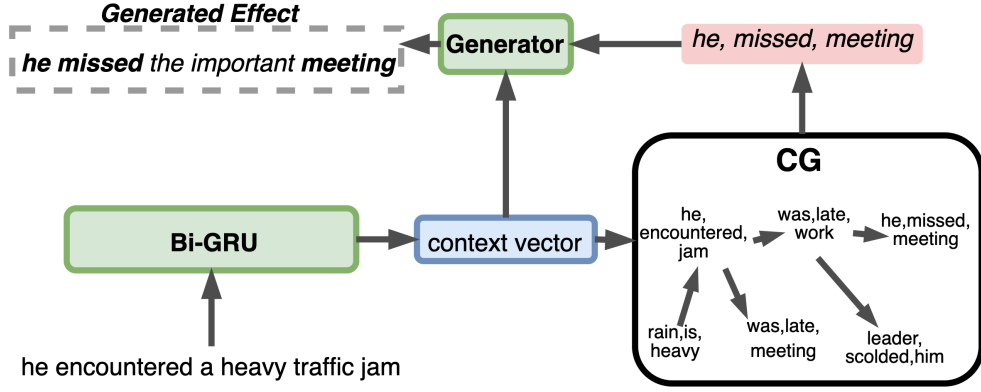 Generated Effect
he missed the important meeting
Generator
he, missed, meeting
CG
Bi-GRU
context vector
he,
encountered,
jam
was,late,
work
he,missed,
meeting
rain,is,
heavy
was,late,
meeting
leader,
scolded,him
he encountered a heavy traffic jam